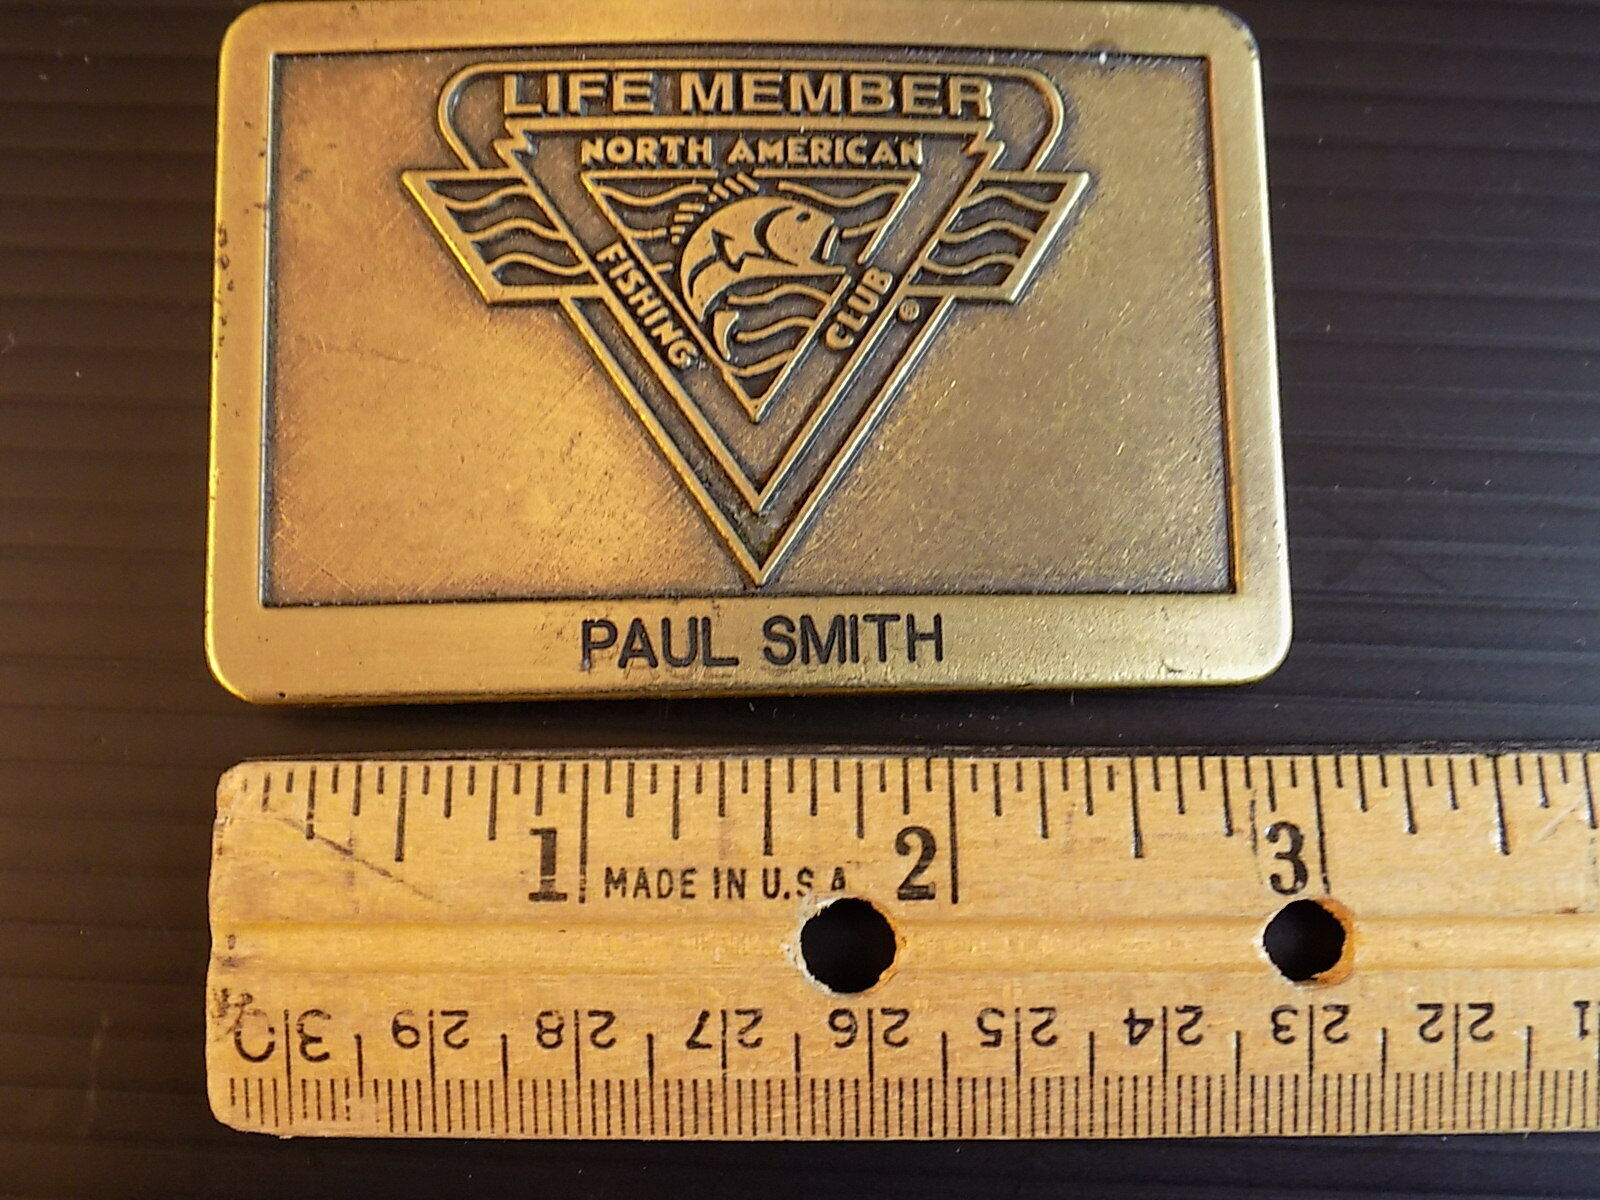 LIFE MEMBER
NORTH AMERICAN
FISHING
CLUB
®
PAUL SMITH
1 2 3
MADE IN U.S.A
30 29 28 27 26 25 24 23 22